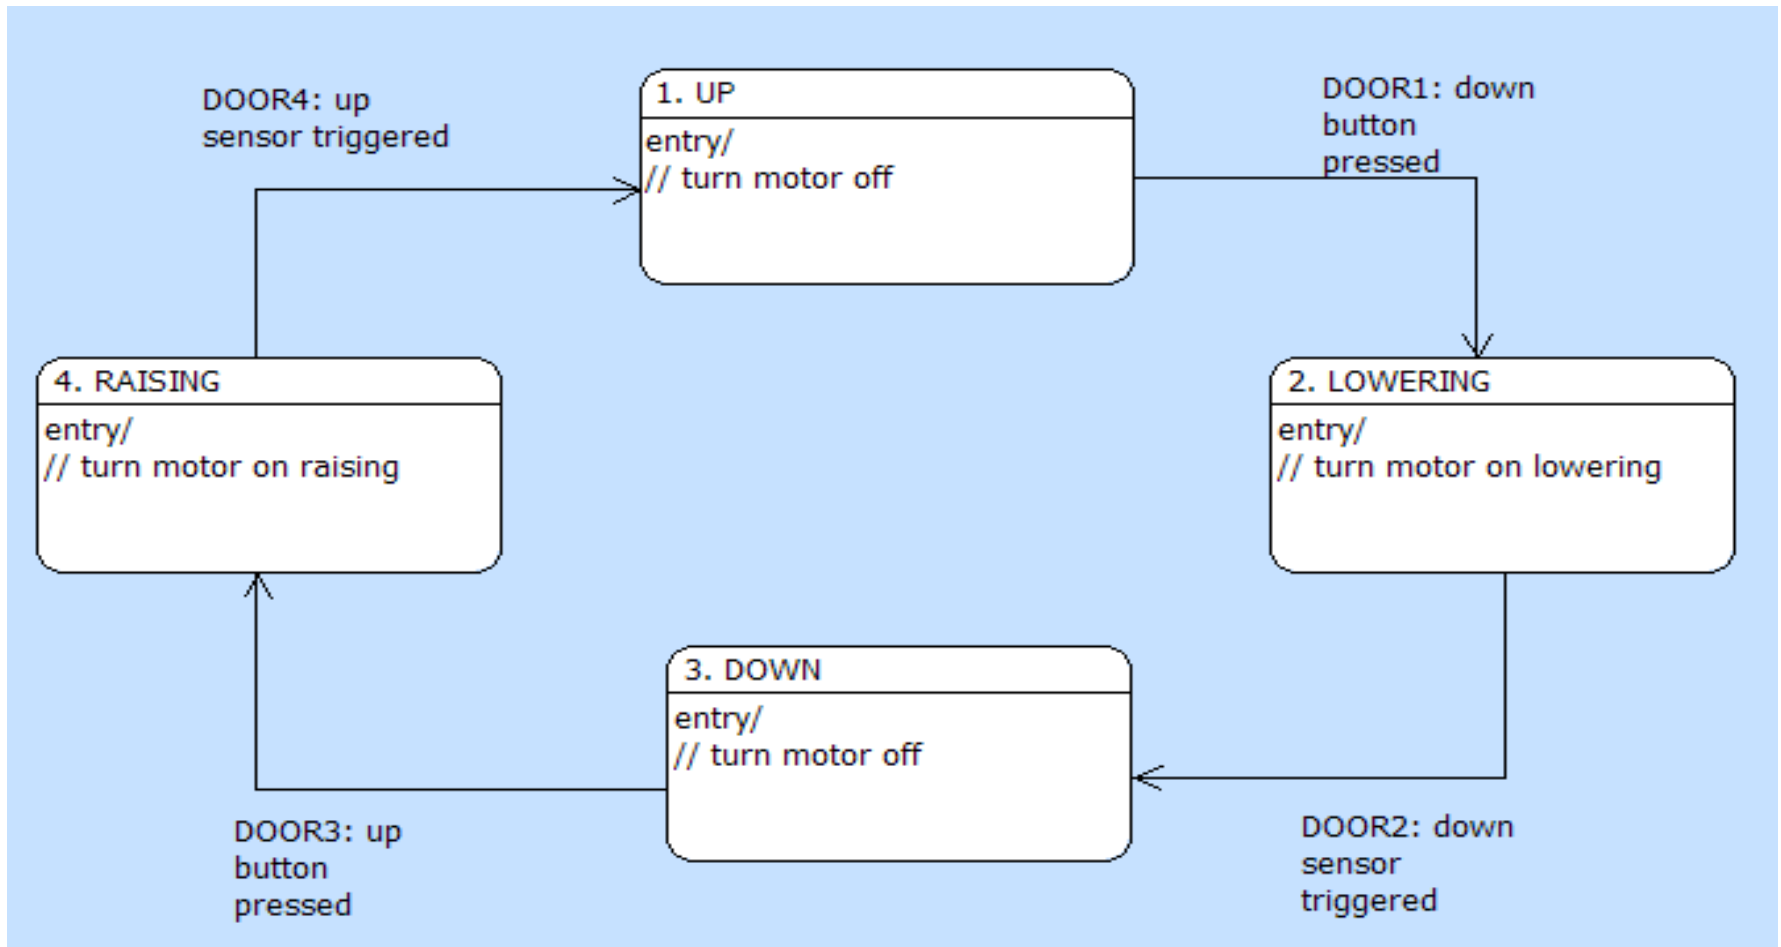 DOOR4: up
sensor triggered
1. UP
entry/
// turn motor off
DOOR1: down
button
pressed
4. RAISING
entry/
// turn motor on raising
2. LOWERING
entry/
// turn motor on lowering
3. DOWN
entry/
// turn motor off
DOOR3: up
button
pressed
DOOR2: down
sensor
triggered